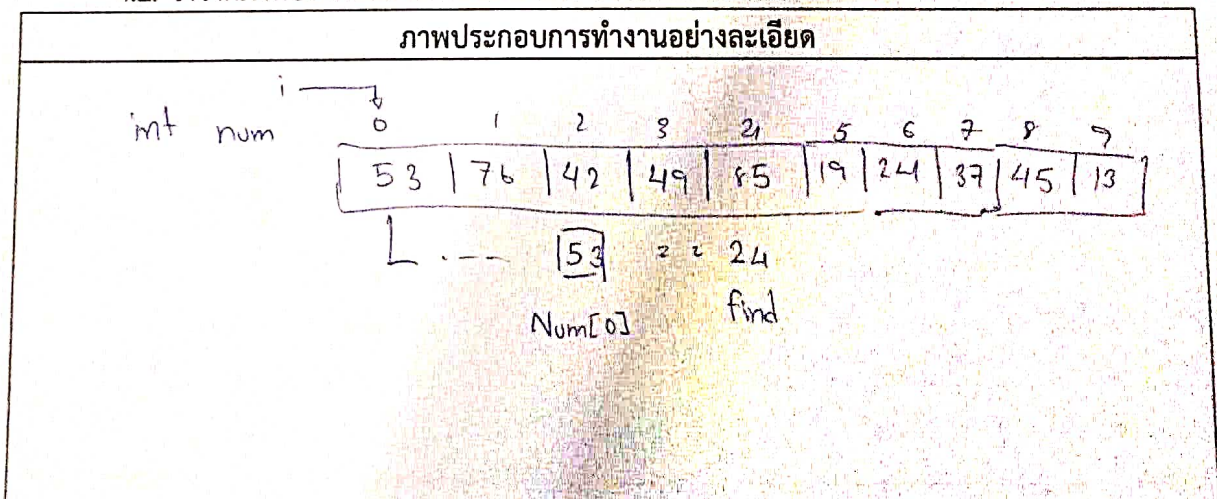 ภาพประกอบการทำงานอย่างละเอียด
i
int num 0 1 2 3 4 5 6 7 8 9
53 76 42 49 85 19 24 37 45 13
53 == 24
Num[0] find